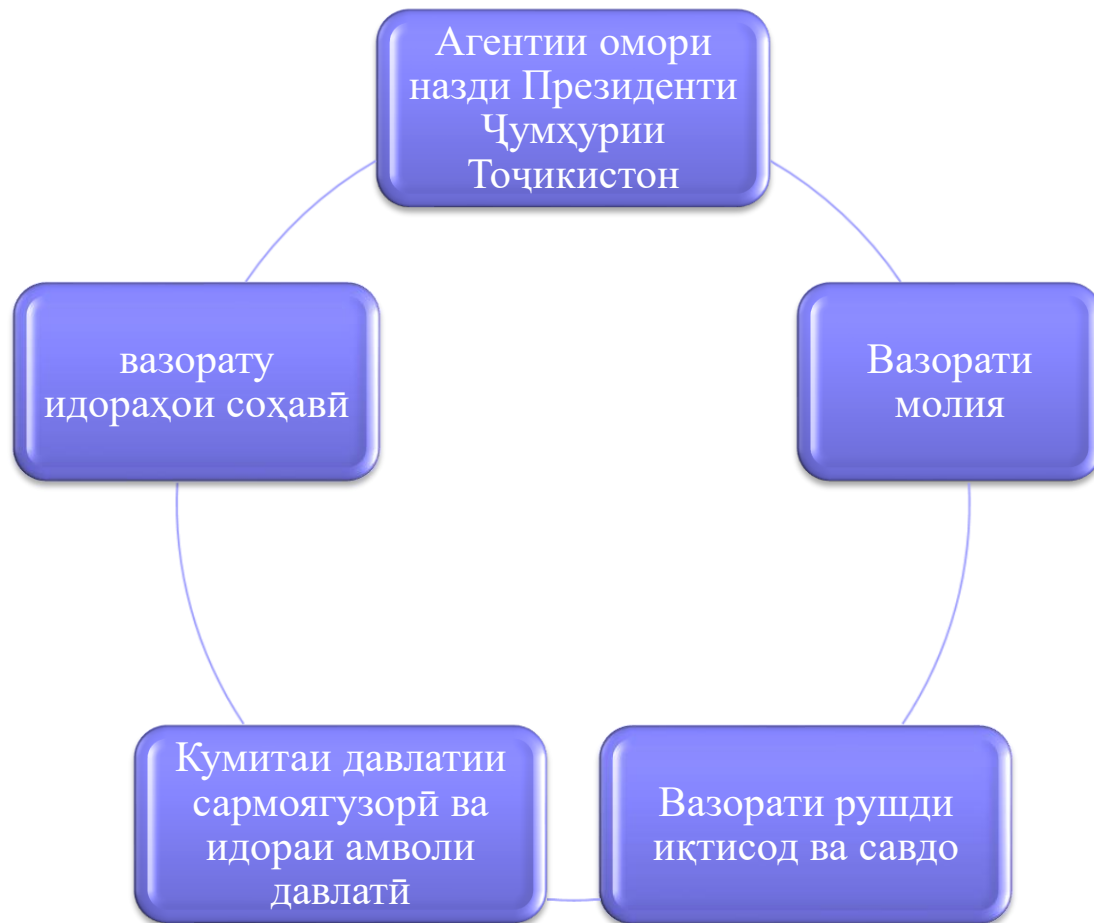 Агентии омори
назди Президенти
Ҷумҳурии
Тоҷикистон
вазорату
идораҳои соҳавӣ
Вазорати
молия
Кумитаи давлатии
сармоягузорӣ ва
идораи амволи
давлатӣ
Вазорати рушди
иқтисод ва савдо